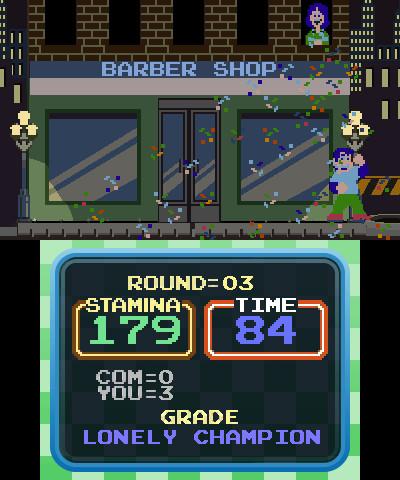 BARBER SHOP
ROUND=03
STAMINA TIME
179 84
COM=0
YOU=3
GRADE
LONELY CHAMPION